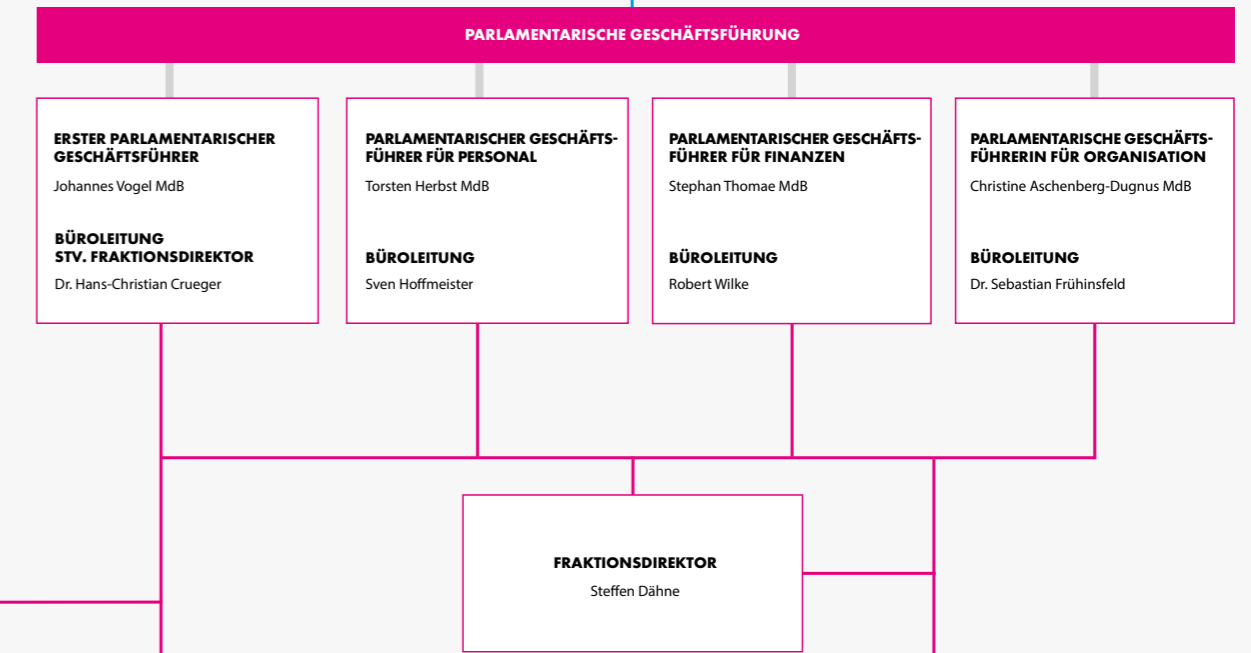 PARLAMENTARISCHE GESCHÄFTSFÜHRUNG
ERSTER PARLAMENTARISCHER
GESCHÄFTSFÜHRER
Johannes Vogel MdB
BÜROLEITUNG
STV. FRAKTIONSDIREKTOR
Dr. Hans-Christian Crueger
PARLAMENTARISCHER GESCHÄFTS-
FÜHRER FÜR PERSONAL
Torsten Herbst MdB
BÜROLEITUNG
Sven Hoffmeister
PARLAMENTARISCHER GESCHÄFTS-
FÜHRER FÜR FINANZEN
Stephan Thomae MdB
BÜROLEITUNG
Robert Wilke
PARLAMENTARISCHE GESCHÄFTS-
FÜHRERIN FÜR ORGANISATION
Christine Aschenberg-Dugnus MdB
BÜROLEITUNG
Dr. Sebastian Frühinsfeld
FRAKTIONSDIREKTOR
Steffen Dähne